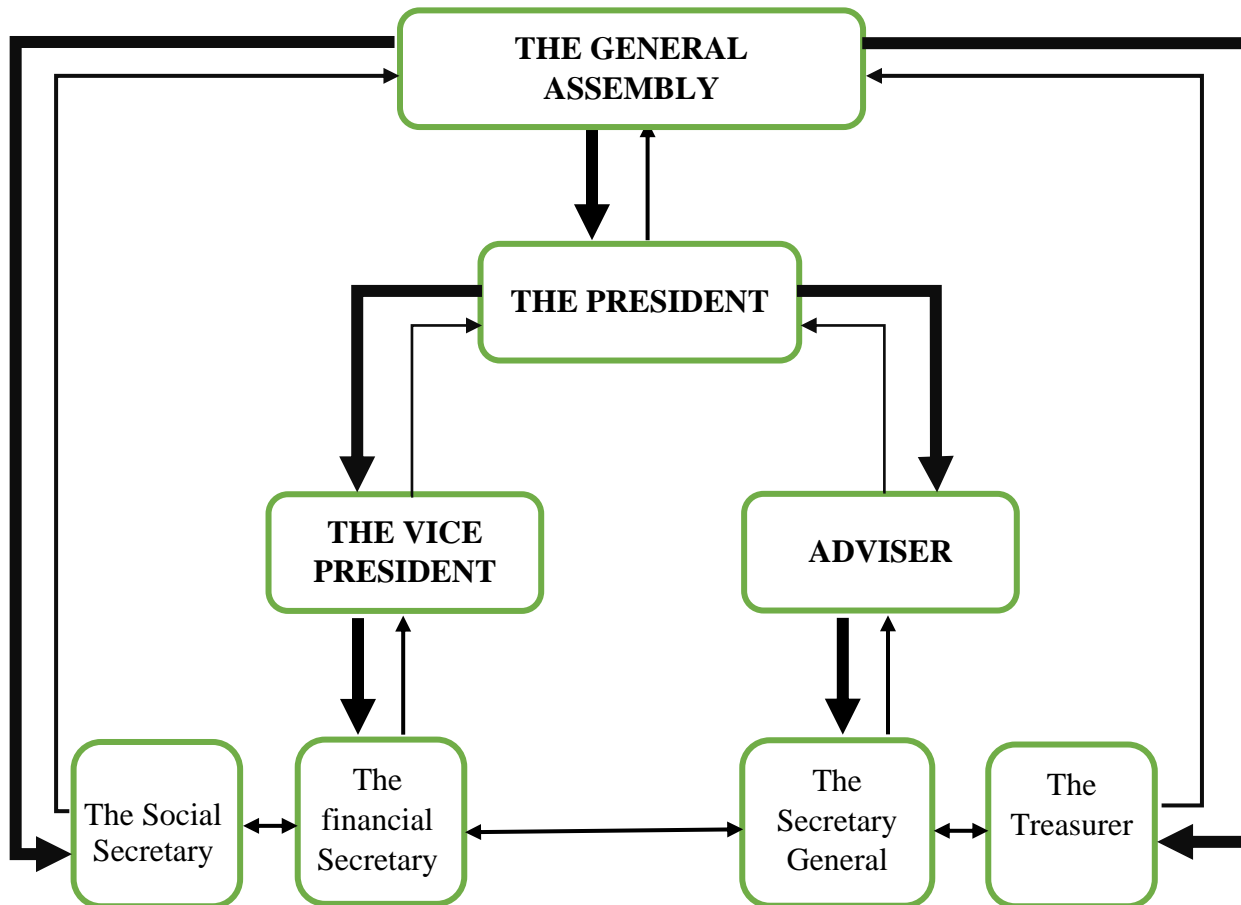 THE GENERAL
ASSEMBLY
THE PRESIDENT
THE VICE
PRESIDENT
ADVISER
The Social
Secretary
The
financial
Secretary
The
Secretary
General
The
Treasurer